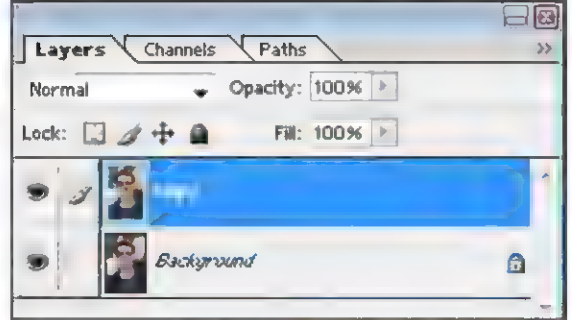 Layers Channels Paths
Normal Opacity: 100%
Lock: Fill: 100%
Background